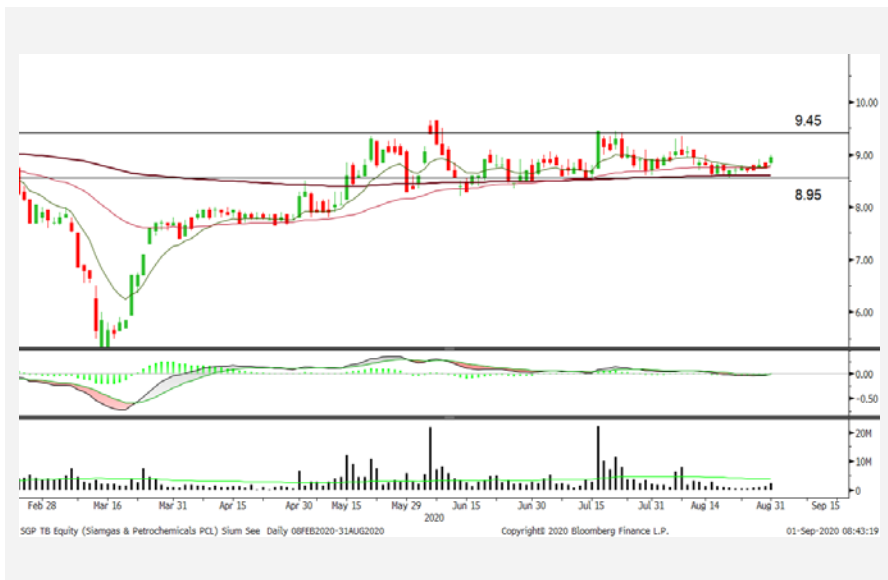 10.00
9.45
9.00
8.95
8.00
7.00
6.00
0.00
-0.50
20M
10M
0
Feb 28 Mar 16 Mar 31 Apr 15 Apr 30 May 15 May 29 Jun 15 Jun 30 Jul 15 Jul 31 Aug 14 Aug 31 Sep 15
2020
SGP TB Equity (Siamgas & Petrochemicals PCL) Sium See Daily 08FEB2020-31AUG2020 Copyright© 2020 Bloomberg Finance L.P. 01-Sep-2020 08:43:19